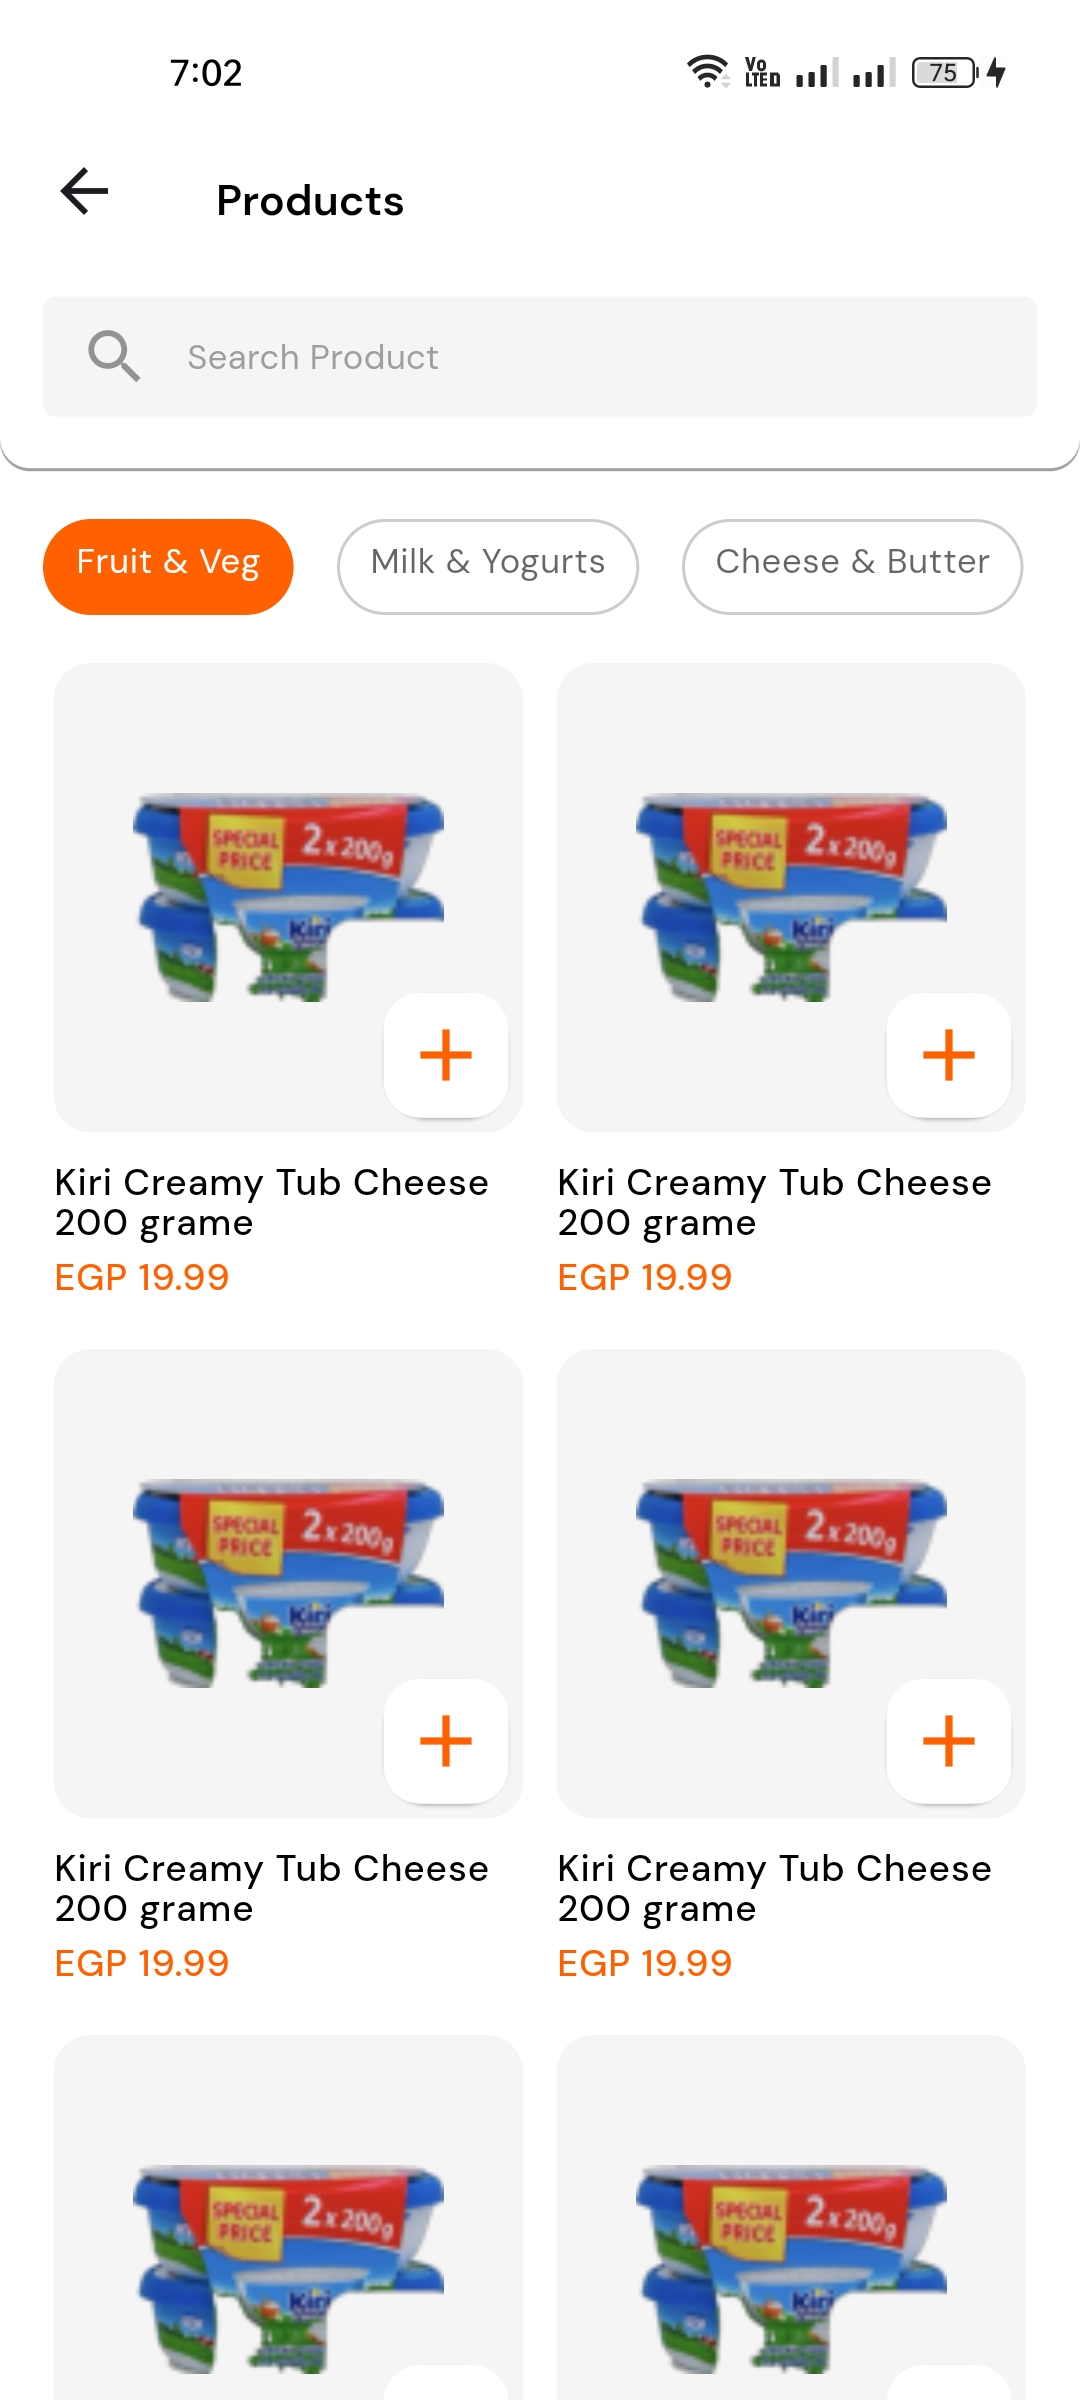 7:02
Vo
LTE
75
Products
Search Product
Fruit & Veg
Milk & Yogurts
Cheese & Butter
SPECIAL
PRICE
2x200g
Kiri
SPECIAL
PRICE
2x200g
Kiri
Kiri Creamy Tub Cheese
200 grame
EGP 19.99
Kiri Creamy Tub Cheese
200 grame
EGP 19.99
SPECIAL
PRICE
2x200g
Kiri
SPECIAL
PRICE
2x200g
Kiri
Kiri Creamy Tub Cheese
200 grame
EGP 19.99
Kiri Creamy Tub Cheese
200 grame
EGP 19.99
SPECIAL
PRICE
2x200g
Kiri
SPECIAL
PRICE
2x200g
Kiri